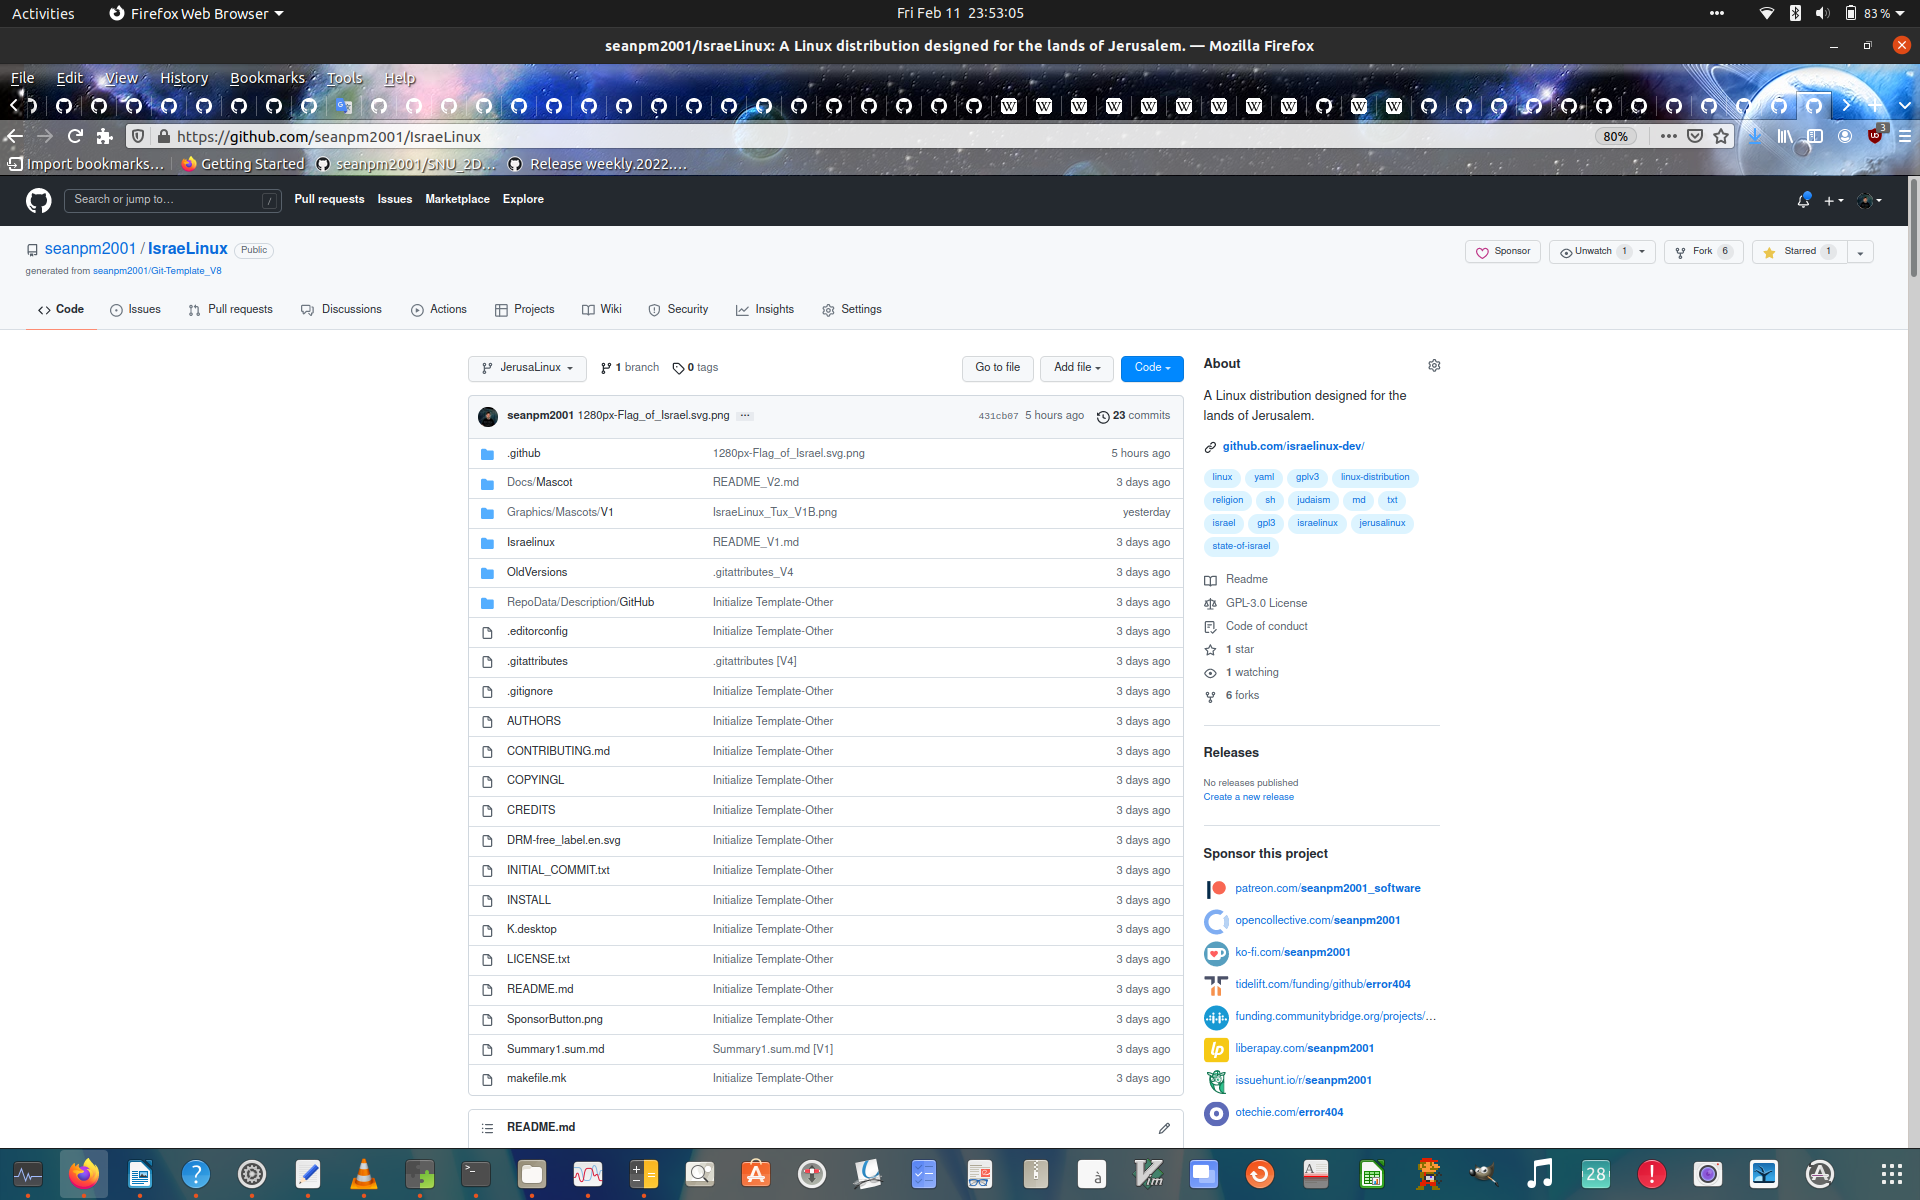 Activities Firefox Web Browser Fri Feb 11 23:53:05 83 %
seanpm2001/IsraeLinux: A Linux distribution designed for the lands of Jerusalem. — Mozilla Firefox
File Edit View History Bookmarks Tools Help
https://github.com/seanpm2001/IsraeLinux 80% 3
Import bookmarks... Getting Started seanpm2001/SNU_2D... Release weekly.2022....
Search or jump to... / Pull requests Issues Marketplace Explore
seanpm2001 / IsraeLinux Public Sponsor Unwatch 1 Fork 6 Starred 1
generated from seanpm2001/Git-Template_V8
Code Issues Pull requests Discussions Actions Projects Wiki Security Insights Settings
JerusaLinux 1 branch 0 tags Go to file Add file Code
seanpm2001 1280px-Flag_of_Israel.svg.png ... 431cb07 5 hours ago 23 commits
.github 1280px-Flag_of_Israel.svg.png 5 hours ago
Docs/Mascot README_V2.md 3 days ago
Graphics/Mascots/V1 IsraeLinux_Tux_V1B.png yesterday
Israelinux README_V1.md 3 days ago
OldVersions .gitattributes_V4 3 days ago
RepoData/Description/GitHub Initialize Template-Other 3 days ago
.editorconfig Initialize Template-Other 3 days ago
.gitattributes .gitattributes [V4] 3 days ago
.gitignore Initialize Template-Other 3 days ago
AUTHORS Initialize Template-Other 3 days ago
CONTRIBUTING.md Initialize Template-Other 3 days ago
COPYINGL Initialize Template-Other 3 days ago
CREDITS Initialize Template-Other 3 days ago
DRM-free_label.en.svg Initialize Template-Other 3 days ago
INITIAL_COMMIT.txt Initialize Template-Other 3 days ago
INSTALL Initialize Template-Other 3 days ago
K.desktop Initialize Template-Other 3 days ago
LICENSE.txt Initialize Template-Other 3 days ago
README.md Initialize Template-Other 3 days ago
SponsorButton.png Initialize Template-Other 3 days ago
Summary1.sum.md Summary1.sum.md [V1] 3 days ago
makefile.mk Initialize Template-Other 3 days ago
README.md
About
A Linux distribution designed for the
lands of Jerusalem.
github.com/israelinux-dev/
linux yaml gplv3 linux-distribution
religion sh judaism md txt
israel gpl3 israelinux jerusalinux
state-of-israel
Readme
GPL-3.0 License
Code of conduct
1 star
1 watching
6 forks
Releases
No releases published
Create a new release
Sponsor this project
patreon.com/seanpm2001_software
opencollective.com/seanpm2001
ko-fi.com/seanpm2001
tidelift.com/funding/github/error404
funding.communitybridge.org/projects/...
liberapay.com/seanpm2001
issuehunt.io/r/seanpm2001
otechie.com/error404
28